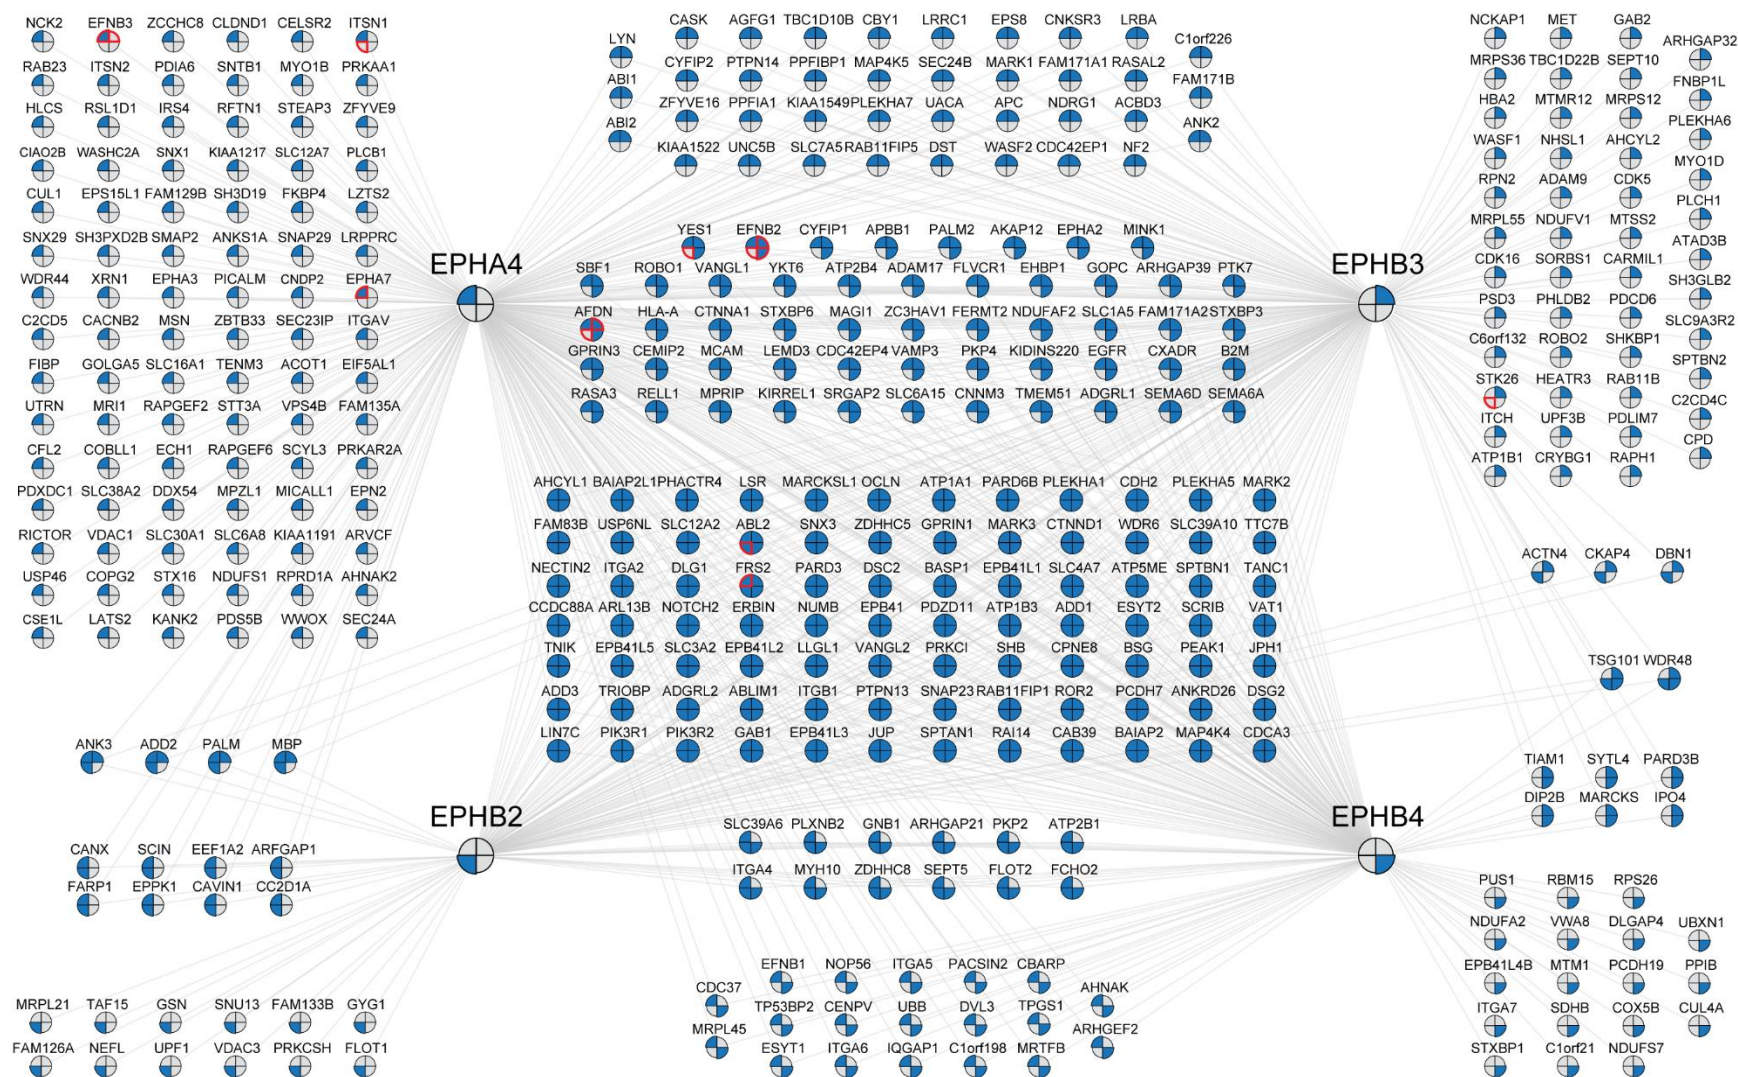 NCK2 EFNB3 ZCCHC8 CLDND1 CELSR2 ITSN1
RAB23 ITSN2 PDIA6 SNTB1 MYO1B PRKAA1
HLCS RSL1D1 IRS4 RFTN1 STEAP3 ZFYVE9
CIAO2B WASHC2A SNX1 KIAA1217 SLC12A7 PLCB1
CUL1 EPS15L1 FAM129B SH3D19 FKBP4 LZTS2
SNX29 SH3PXD2B SMAP2 ANKS1A SNAP29 LRPPRC
WDR44 XRN1 EPHA3 PICALM CNDP2 EPHA7
C2CD5 CACNB2 MSN ZBTB33 SEC23IP ITGAV
FIBP GOLGA5 SLC16A1 TENM3 ACOT1 EIF5AL1
UTRN MRI1 RAPGEF2 STT3A VPS4B FAM135A
CFL2 COBLL1 ECH1 RAPGEF6 SCYL3 PRKAR2A
PDXDC1 SLC38A2 DDX54 MPZL1 MICALL1 EPN2
RICTOR VDAC1 SLC30A1 SLC6A8 KIAA1191 ARVCF
USP46 COPG2 STX16 NDUFS1 RPRD1A AHNAK2
CSE1L LATS2 KANK2 PDS5B WWOX SEC24A
EPHA4
LYN
ABI1
ABI2
CASK AGFG1 TBC1D10B CBY1 LRRC1 EPS8 CNKSR3 LRBA
CYFIP2 PTPN14 PPFIBP1 MAP4K5 SEC24B MARK1 FAM171A1 RASAL2
ZFYVE16 PPFIA1 KIAA1549 PLEKHA7 UACA APC NDRG1 ACBD3
KIAA1522 UNC5B SLC7A5 RAB11FIP5 DST WASF2 CDC42EP1 NF2
C1orf226
FAM171B
ANK2
YES1 EFNB2 CYFIP1 APBB1 PALM2 AKAP12 EPHA2 MINK1
SBF1 ROBO1 VANGL1 YKT6 ATP2B4 ADAM17 FLVCR1 EHBP1 GOPC ARHGAP39 PTK7
AFDN HLA-A CTNNA1 STXBP6 MAGI1 ZC3HAV1 FERMT2 NDUFAF2 SLC1A5 FAM171A2 STXBP3
GPRIN3 CEMIP2 MCAM LEMD3 CDC42EP4 VAMP3 PKP4 KIDINS220 EGFR CXADR B2M
RASA3 RELL1 MPRIP KIRREL1 SRGAP2 SLC6A15 CNNM3 TMEM51 ADGRL1 SEMA6D SEMA6A
EPHB3
NCKAP1 MET GAB2
MRPS36 TBC1D22B SEPT10
HBA2 MTMR12 MRPS12
WASF1 NHSL1 AHCYL2
RPN2 ADAM9 CDK5
MRPL55 NDUFV1 MTSS2
CDK16 SORBS1 CARMIL1
PSD3 PHLDB2 PDCD6
C6orf132 ROBO2 SHKBP1
STK26 HEATR3 RAB11B
ITCH UPF3B PDLIM7
ATP1B1 CRYBG1 RAPH1
ARHGAP32
FNBP1L
PLEKHA6
MYO1D
PLCH1
ATAD3B
SH3GLB2
SLC9A3R2
SPTBN2
C2CD4C
CPD
AHCYL1 BAIAP2L1 PHACTR4 LSR MARCKSL1 OCLN ATP1A1 PARD6B PLEKHA1 CDH2 PLEKHA5 MARK2
FAM83B USP6NL SLC12A2 ABL2 SNX3 ZDHHC5 GPRIN1 MARK3 CTNND1 WDR6 SLC39A10 TTC7B
NECTIN2 ITGA2 DLG1 FRS2 PARD3 DSC2 BASP1 EPB41L1 SLC4A7 ATP5ME SPTBN1 TANC1
CCDC88A ARL13B NOTCH2 ERBIN NUMB EPB41 PDZD11 ATP1B3 ADD1 ESYT2 SCRIB VAT1
TNIK EPB41L5 SLC3A2 EPB41L2 LLGL1 VANGL2 PRKCI SHB CPNE8 BSG PEAK1 JPH1
ADD3 TRIOBP ADGRL2 ABLIM1 ITGB1 PTPN13 SNAP23 RAB11FIP1 ROR2 PCDH7 ANKRD26 DSG2
LIN7C PIK3R1 PIK3R2 GAB1 EPB41L3 JUP SPTAN1 RAI14 CAB39 BAIAP2 MAP4K4 CDCA3
ACTN4 CKAP4 DBN1
TSG101 WDR48
ANK3 ADD2 PALM MBP
TIAM1 SYTL4 PARD3B
DIP2B MARCKS IPO4
EPHB2
EPHB4
CANX SCIN EEF1A2 ARFGAP1
FARP1 EPPK1 CAVIN1 CC2D1A
SLC39A6 PLXNB2 GNB1 ARHGAP21 PKP2 ATP2B1
ITGA4 MYH10 ZDHHC8 SEPT5 FLOT2 FCHO2
MRPL21 TAF15 GSN SNU13 FAM133B GYG1
FAM126A NEFL UPF1 VDAC3 PRKCSH FLOT1
CDC37
MRPL45
EFNB1 NOP56 ITGA5 PACSIN2 CBARP
TP53BP2 CENPV UBB DVL3 TPGS1
ESYT1 ITGA6 IQGAP1 C1orf198 MRTFB
AHNAK
ARHGEF2
PUS1 RBM15 RPS26
NDUFA2 VWA8 DLGAP4
EPB41L4B MTM1 PCDH19
ITGA7 SDHB COX5B
STXBP1 C1orf21 NDUFS7
UBXN1
PPIB
CUL4A